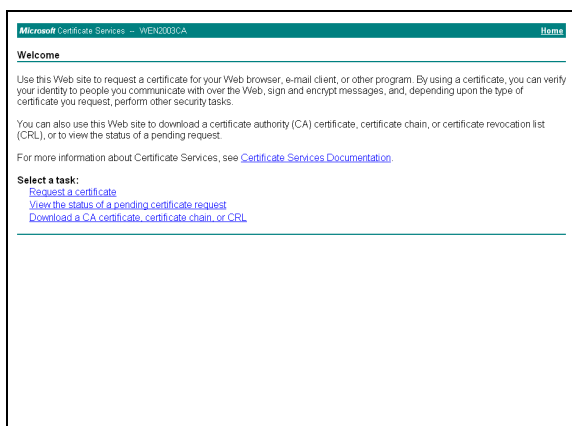 Microsoft Certificate Services -- WEN2003CA Home
Welcome
Use this Web site to request a certificate for your Web browser, e-mail client, or other program. By using a certificate, you can verify
your identity to people you communicate with over the Web, sign and encrypt messages, and, depending upon the type of
certificate you request, perform other security tasks.
You can also use this Web site to download a certificate authority (CA) certificate, certificate chain, or certificate revocation list
(CRL), or to view the status of a pending request.
For more information about Certificate Services, see Certificate Services Documentation.
Select a task:
Request a certificate
View the status of a pending certificate request
Download a CA certificate, certificate chain, or CRL